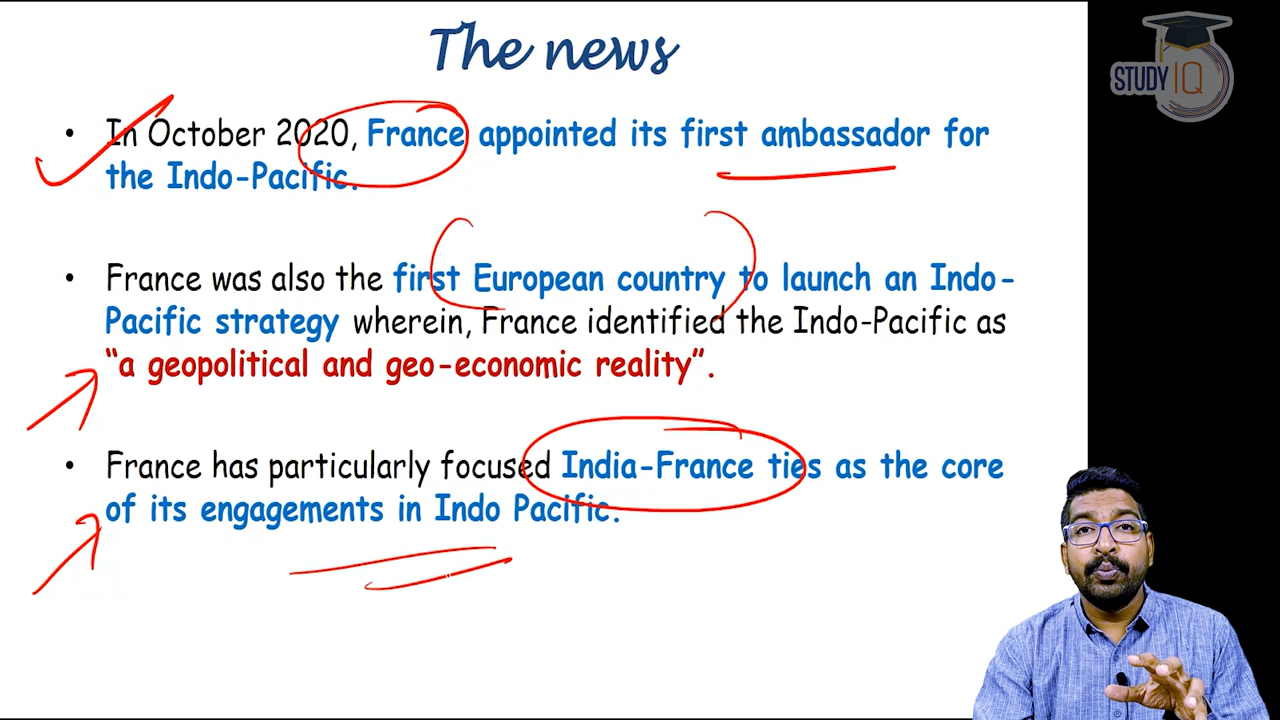 The news
STUDY IQ
• In October 2020, France appointed its first ambassador for
the Indo-Pacific.
• France was also the first European country to launch an Indo-
Pacific strategy wherein, France identified the Indo-Pacific as
“a geopolitical and geo-economic reality”.
• France has particularly focused India-France ties as the core
of its engagements in Indo Pacific.